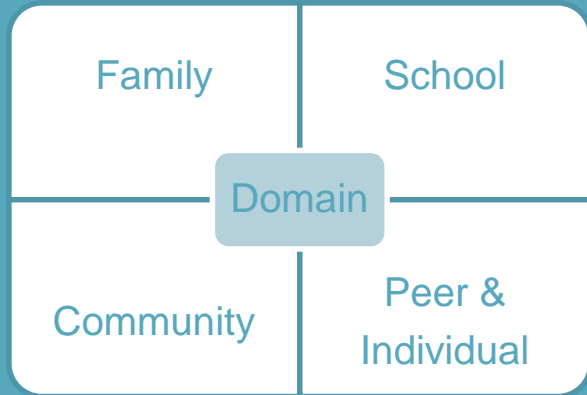 Family
School
Domain
Community
Peer &
Individual